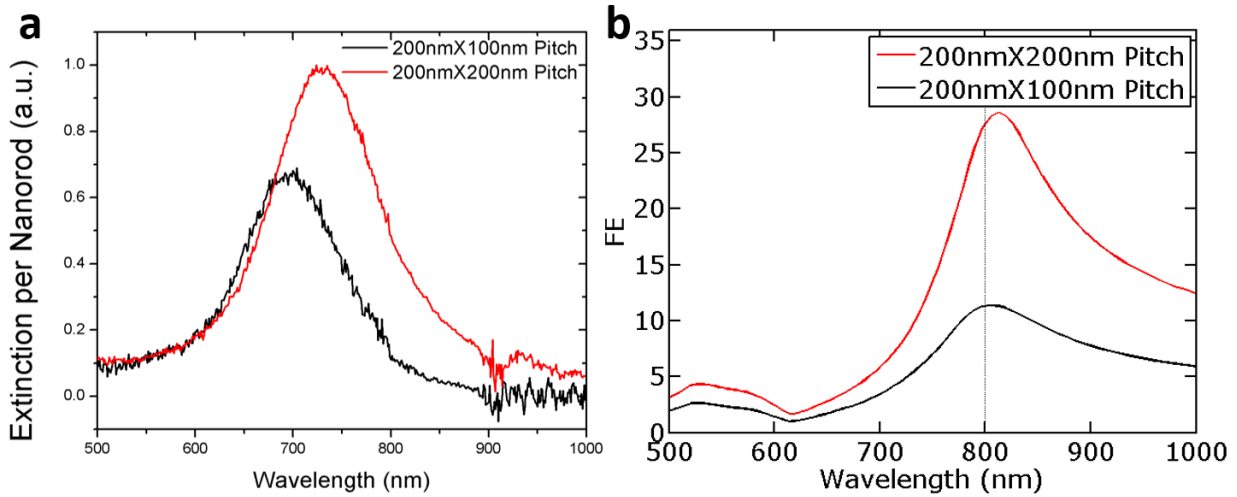 a
200nmX100nm Pitch
200nmX200nm Pitch
Extinction per Nanorod (a.u.)
1.0
0.8
0.6
0.4
0.2
0.0
500 600 700 800 900 1000
Wavelength (nm)
b
200nmX200nm Pitch
200nmX100nm Pitch
FE
35
30
25
20
15
10
5
0
500 600 700 800 900 1000
Wavelength (nm)